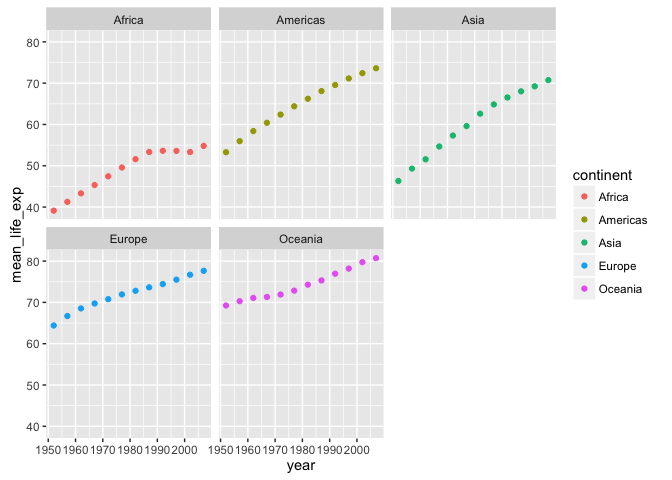 Africa Americas Asia
80
70
60
50
40
Europe Oceania
80
70
60
50
40
1950 1960 1970 1980 1990 2000 1950 1960 1970 1980 1990 2000
year
mean_life_exp
continent
Africa
Americas
Asia
Europe
Oceania